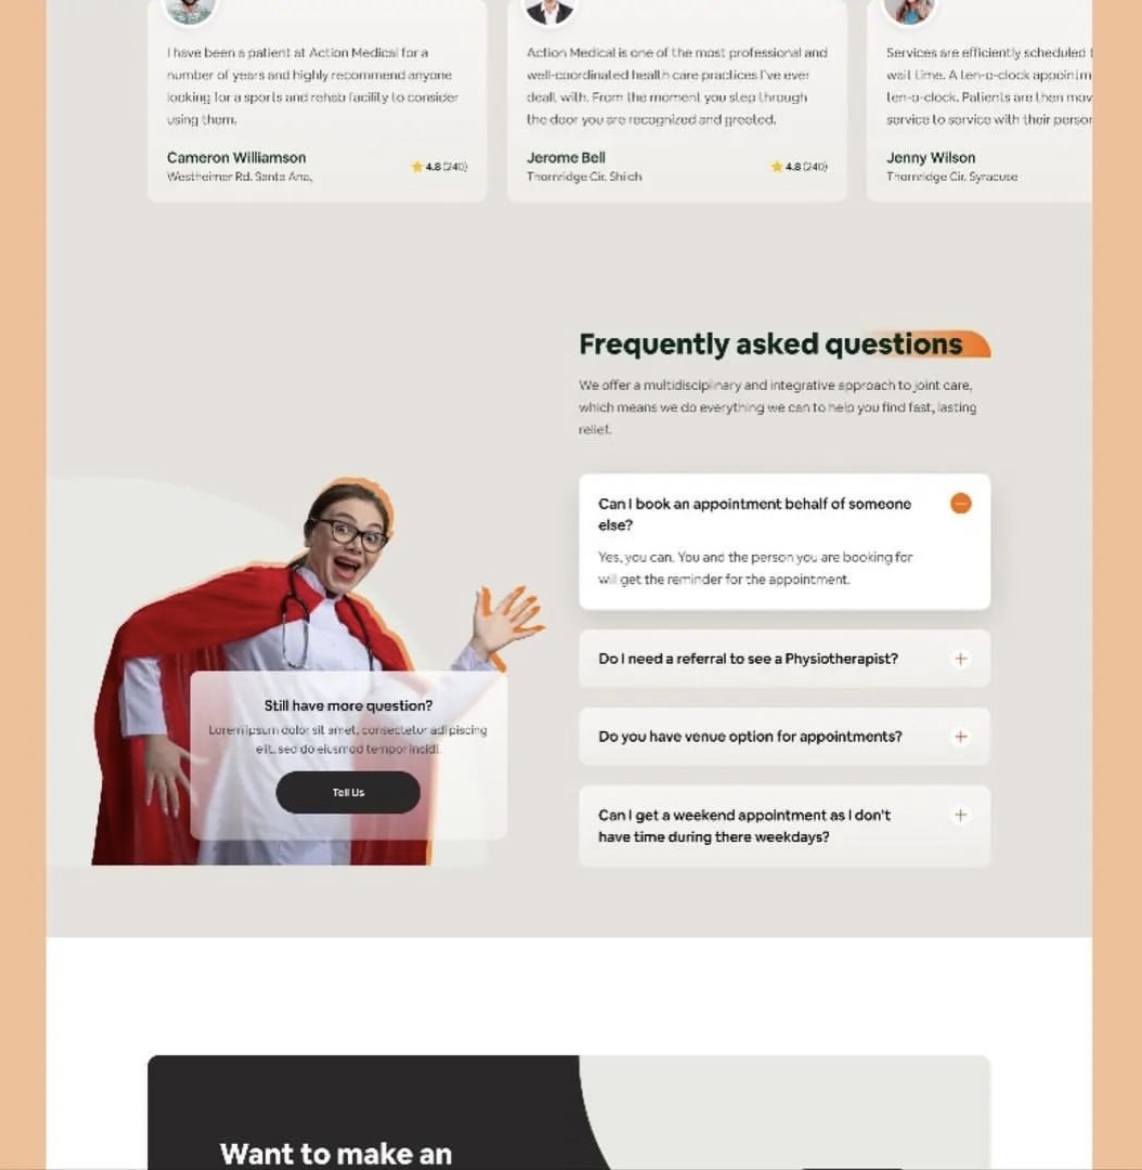 I have been a patient at Action Medical for a
number of years and highly recommend anyone
looking for a sports and rehab facility to consider
using them.
Cameron Williamson
Westheimer Rd. Santa Ana,
4.8 (240)
Action Medical is one of the most professional and
well-coordinated health care practices I've ever
dealt with. From the moment you step through
the door you are recognized and greeted.
Jerome Bell
Thornridge Cir. Shiloh
4.8 (240)
Services are efficiently scheduled
wait time. A ten-o-clock
ten-o-clock. Patients are then
service to service with their
Jenny Wilson
Thornridge Cir. Syracuse
Frequently asked questions
We offer a multidisciplinary and integrative approach to joint care,
which means we do everything we can to help you find fast, lasting
relief.
Can I book an appointment behalf of someone
else?
Yes, you can. You and the person you are booking for
will get the reminder for the appointment.
Do I need a referral to see a Physiotherapist?
Do you have venue option for appointments?
Can I get a weekend appointment as I don't
have time during there weekdays?
Still have more question?
Lorem ipsum dolor sit amet, consectetur adipiscing
elit, sed do eiusmod tempor incidi.
Tell Us
Want to make an